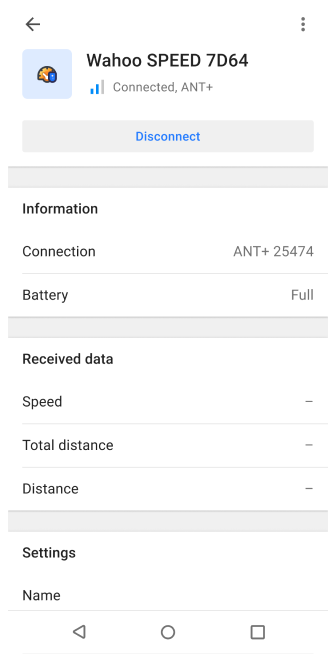 Wahoo SPEED 7D64
Connected, ANT+
Disconnect
Information
Connection ANT+ 25474
Battery Full
Received data
Speed –
Total distance –
Distance –
Settings
Name